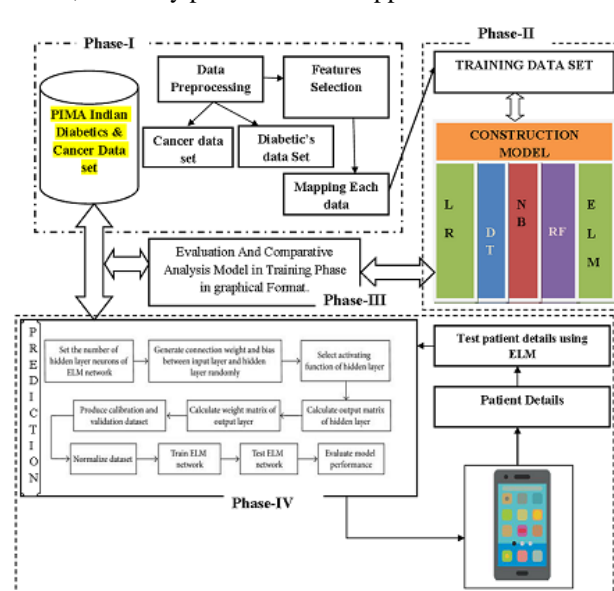 Phase-I
PIMA Indian
Diabetics &
Cancer Data
set
Data
Preprocessing
Features
Selection
Cancer data
set
Diabetic's
data Set
Mapping Each
data
Phase-II
TRAINING DATA SET
CONSTRUCTION
MODEL
L
R
DT
N
B
RF
E
L
M
Evaluation And Comparative
Analysis Model in Training Phase
in graphical Format.
Phase-III
PREDICTION
Set the number of
hidden layer neurons of
ELM network
Generate connection weight and bias
between input layer and hidden
layer randomly
Select activating
function of hidden layer
Produce calibration and
validation dataset
Calculate weight matrix of
output layer
Calculate output matrix
of hidden layer
Normalize dataset
Train ELM
network
Test ELM
network
Evaluate model
performance
Phase-IV
Test patient details using
ELM
Patient Details